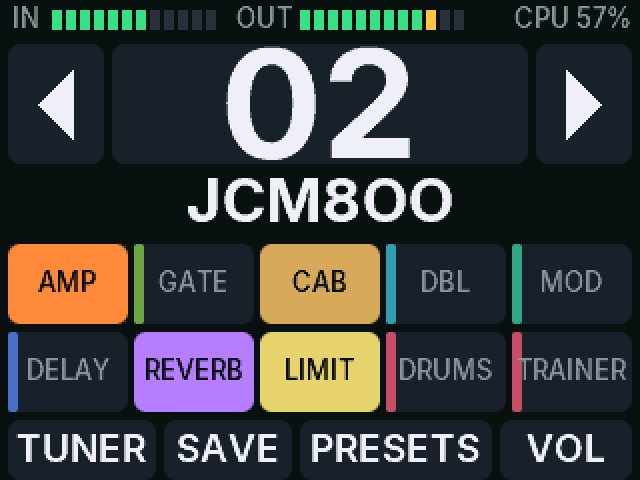 IN OUT CPU 57%
02
JCM800
AMP GATE CAB DBL MOD
DELAY REVERB LIMIT DRUMS TRAINER
TUNER SAVE PRESETS VOL